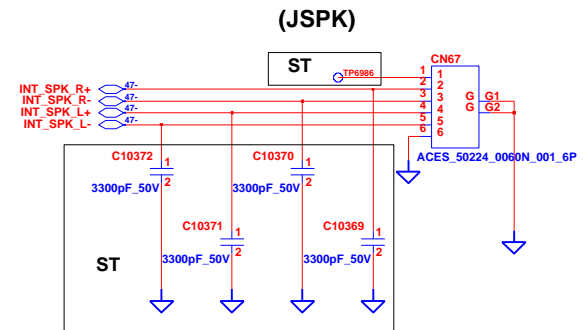 (JSPK)
ST
TP6986
CN67
1 1
2 2
3 3
4 4
5 5
6 6
G G1
G G2
ACES_50224_0060N_001_6P
INT_SPK_R+ 47-
INT_SPK_R- 47-
INT_SPK_L+ 47-
INT_SPK_L- 47-
C10372 1
3300pF_50V 2
C10370 1
3300pF_50V 2
C10371 1
3300pF_50V 2
C10369 1
3300pF_50V 2
ST